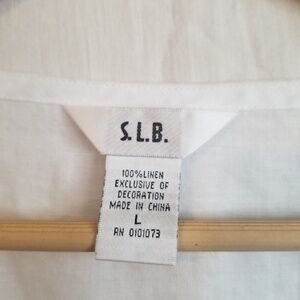 S.L.B.
100%LINEN
EXCLUSIVE OF
DECORATION
MADE IN CHINA
L
RN 0101073